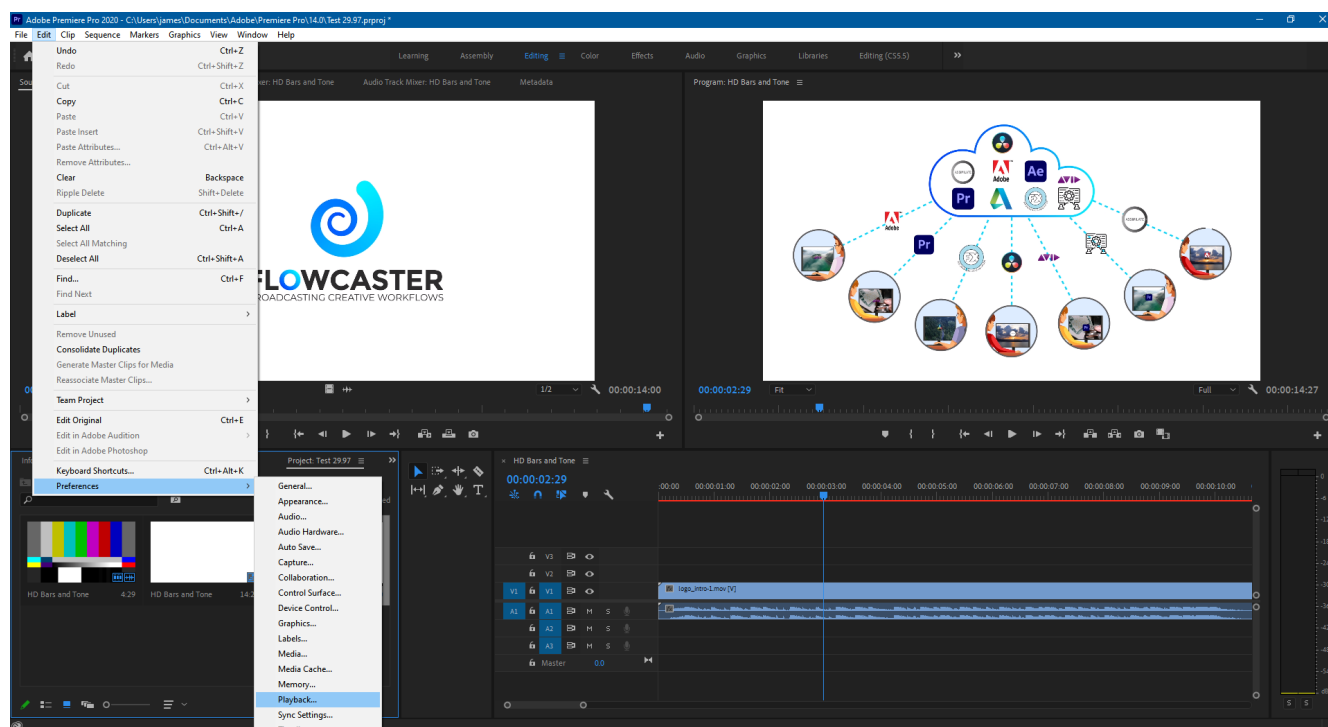 Adobe Premiere Pro 2020 - C:\Users\james\Documents\Adobe\Premiere Pro\14.0\Test 29.97.prproj *
File Edit Clip Sequence Markers Graphics View Window Help
Learning Assembly Editing Color Effects Audio Graphics Libraries Editing (CS5.5)
Undo Ctrl+Z
Redo Ctrl+Shift+Z
Cut Ctrl+X
Copy Ctrl+C
Paste Ctrl+V
Paste Insert Ctrl+Shift+V
Paste Attributes... Ctrl+Alt+V
Remove Attributes...
Clear Backspace
Ripple Delete Shift+Delete
Duplicate Ctrl+Shift+/
Select All Ctrl+A
Select All Matching
Deselect All Ctrl+Shift+A
Find... Ctrl+F
Find Next
Label
Remove Unused
Consolidate Duplicates
Generate Master Clips for Media
Reassociate Master Clips...
Team Project
Edit Original Ctrl+E
Edit in Adobe Audition
Edit in Adobe Photoshop
Keyboard Shortcuts... Ctrl+Alt+K
Preferences
General...
Appearance...
Audio...
Audio Hardware...
Auto Save...
Capture...
Collaboration...
Control Surface...
Device Control...
Graphics...
Labels...
Media...
Media Cache...
Memory...
Playback...
Sync Settings...
Sou
xer: HD Bars and Tone Audio Track Mixer: HD Bars and Tone Metadata
FLOWCASTER
ROADCASTING CREATIVE WORKFLOWS
1/2 00:00:14:00
Program: HD Bars and Tone
Adobe Ae AVID
Pr
Adobe
Pr
AVID
00:00:02:29 Fit Full 00:00:14:27
Project: Test 29.97
HD Bars and Tone 4:29 HD Bars and Tone 14:2
HD Bars and Tone
00:00:02:29
:00:00 00:00:01:00 00:00:02:00 00:00:03:00 00:00:04:00 00:00:05:00 00:00:06:00 00:00:07:00 00:00:08:00 00:00:09:00 00:00:10:00
V3
V2
V1 V1 logo_intro-1.mov [V]
A1 A1 M S
A2 M S
A3 M S
Master 0.0
S S